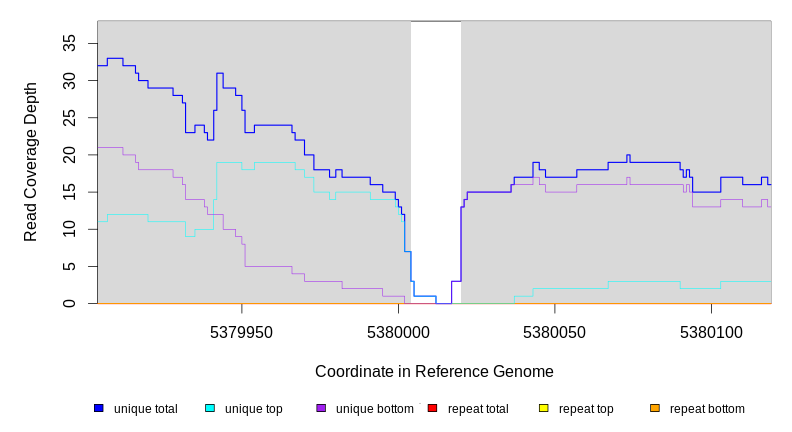 Read Coverage Depth
35
30
25
20
15
10
5
0
5379950 5380000 5380050 5380100
Coordinate in Reference Genome
unique total unique top unique bottom repeat total repeat top repeat bottom